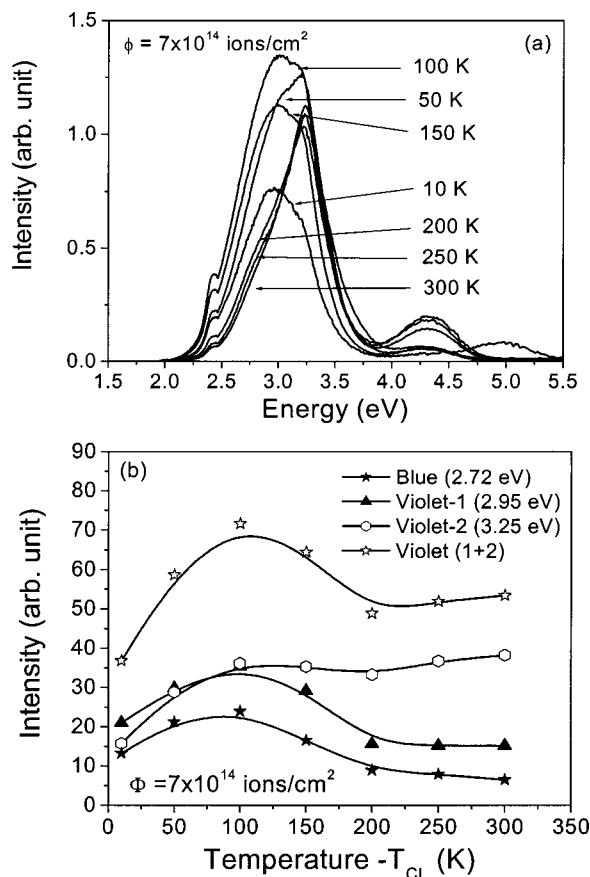 ϕ = 7x10¹⁴ ions/cm²
(a)
1.5
1.0
0.5
0.0
Intensity (arb. unit)
100 K
50 K
150 K
10 K
200 K
250 K
300 K
1.5 2.0 2.5 3.0 3.5 4.0 4.5 5.0 5.5
Energy (eV)
(b)
90
80
70
60
50
40
30
20
10
0
Intensity (arb. unit)
Blue (2.72 eV)
Violet-1 (2.95 eV)
Violet-2 (3.25 eV)
Violet (1+2)
Φ =7x10¹⁴ ions/cm²
0 50 100 150 200 250 300 350
Temperature -T_CL (K)